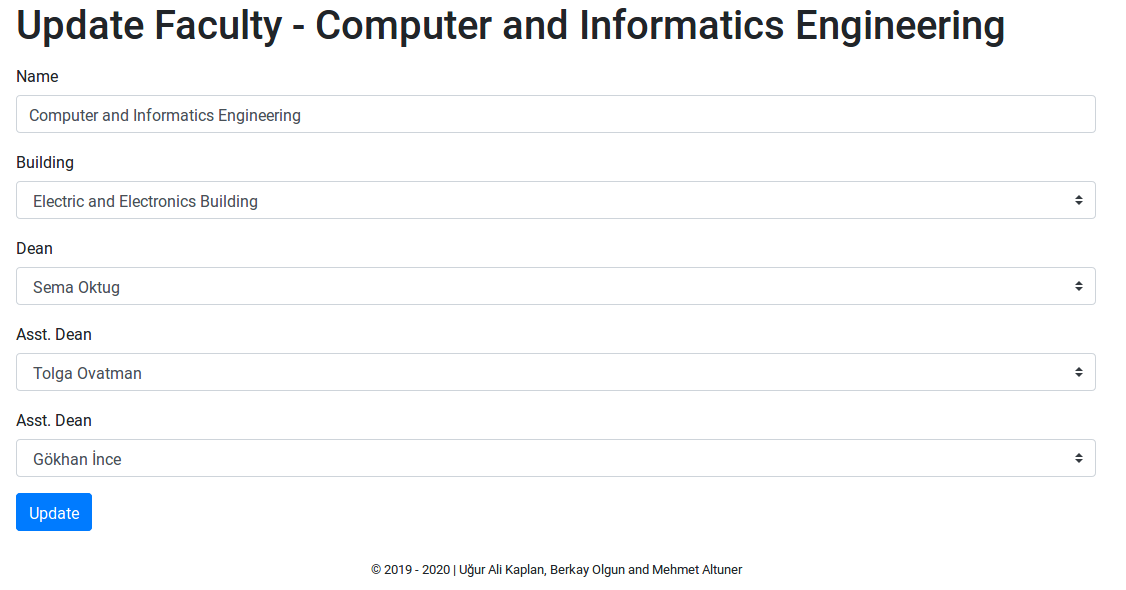 Update Faculty - Computer and Informatics Engineering
Name
Computer and Informatics Engineering
Building
Electric and Electronics Building
Dean
Sema Oktug
Asst. Dean
Tolga Ovatman
Asst. Dean
Gökhan İnce
Update
© 2019 - 2020 | Uğur Ali Kaplan, Berkay Olgun and Mehmet Altuner